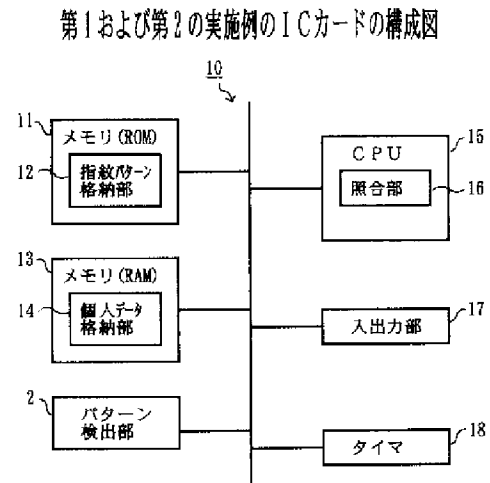 第1および第2の実施例のICカードの構成図
10
11
メモリ(ROM)
12
指紋パターン
格納部
13
メモリ(RAM)
14
個人データ
格納部
2
パターン
検出部
15
CPU
照合部
16
入出力部
17
タイマ
18